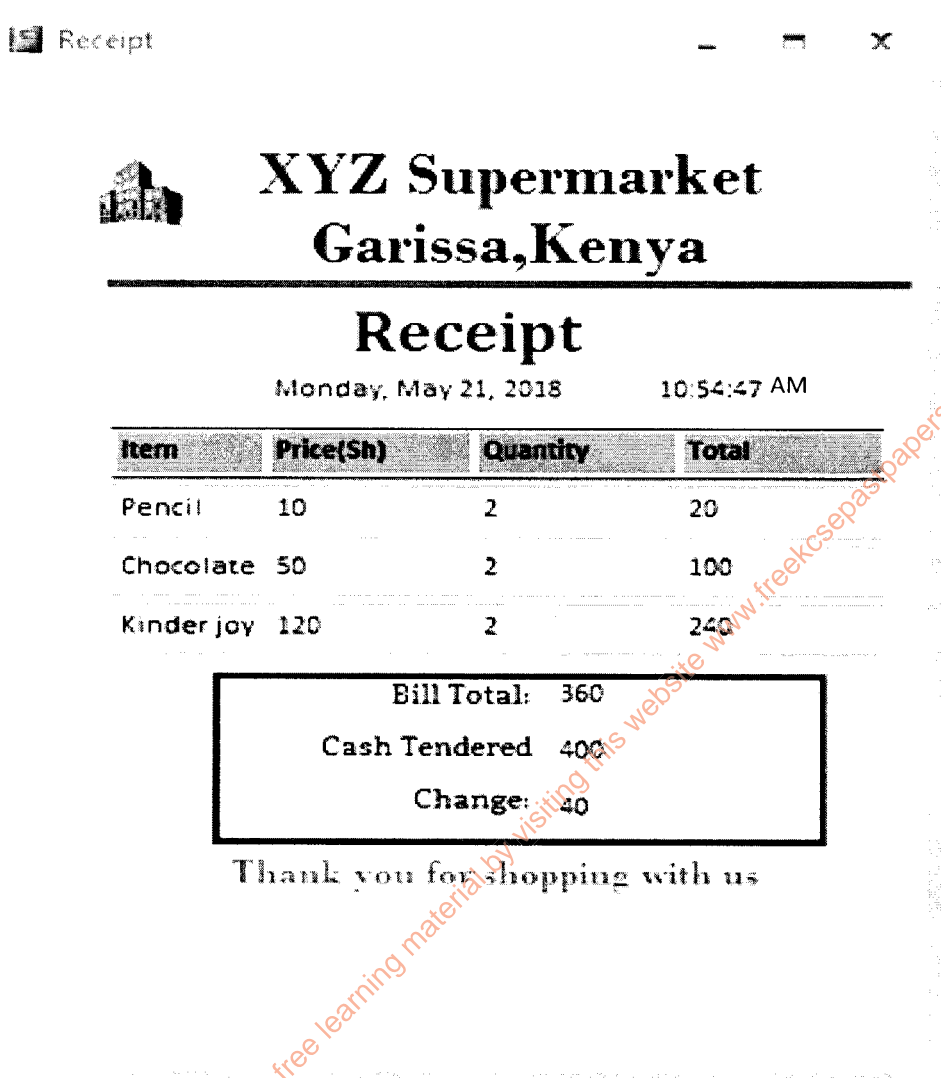 Receipt
XYZ Supermarket
Garissa,Kenya
Receipt
Monday, May 21, 2018 10:54:47 AM
Item Price(Sh) Quantity Total
Pencil 10 2 20
Chocolate 50 2 100
Kinder joy 120 2 240
Bill Total: 360
Cash Tendered 400
Change: 40
Thank you for shopping with us
free learning material by visiting this website www.freekcsepastpapers